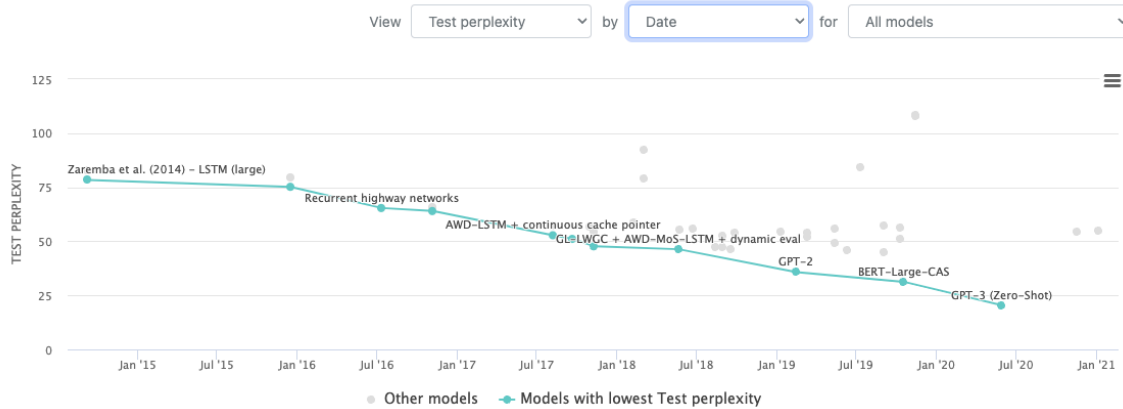 View Test perplexity by Date for All models
125
100
75
50
25
0
TEST PERPLEXITY
Zaremba et al. (2014) – LSTM (large)
Recurrent highway networks
AWD-LSTM + continuous cache pointer
GL-LWGC + AWD-MoS-LSTM + dynamic eval
GPT-2
BERT-Large-CAS
GPT-3 (Zero-Shot)
Jan '15 Jul '15 Jan '16 Jul '16 Jan '17 Jul '17 Jan '18 Jul '18 Jan '19 Jul '19 Jan '20 Jul '20 Jan '21
Other models Models with lowest Test perplexity